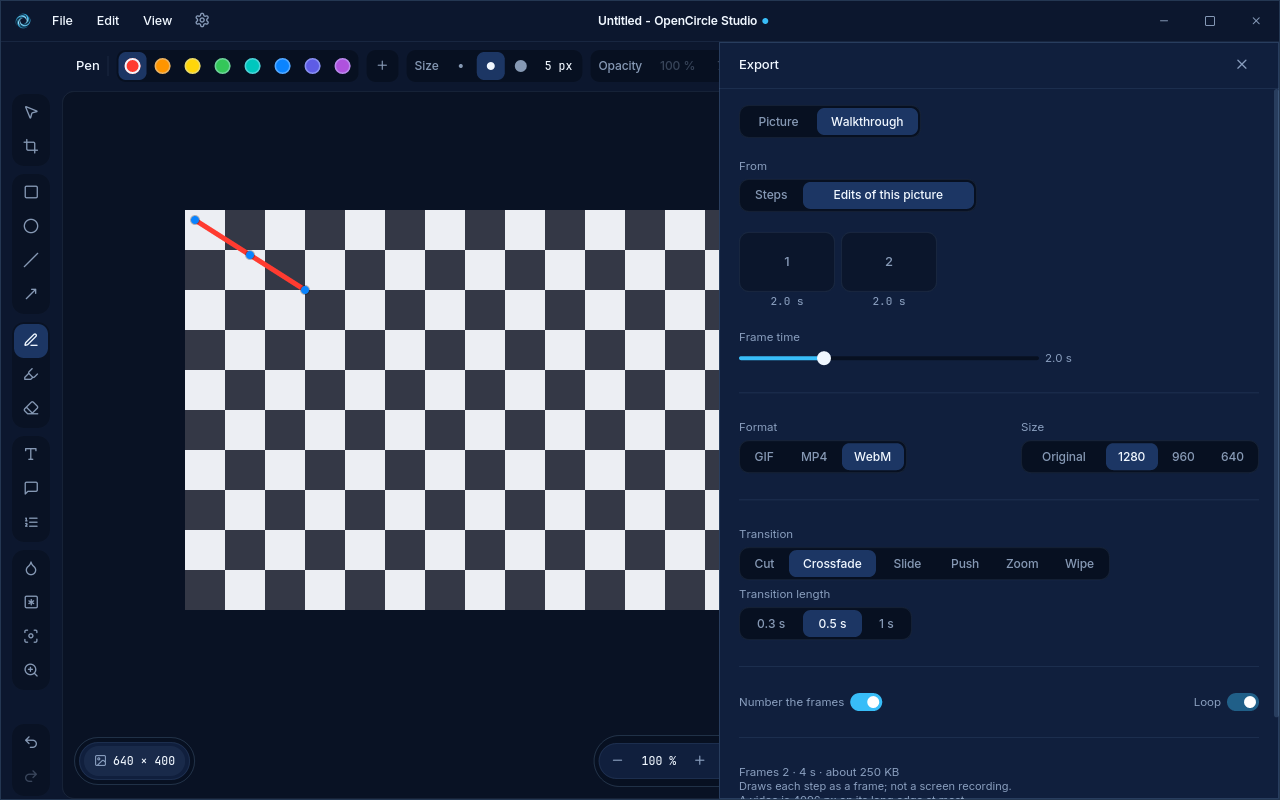 File Edit View Untitled - OpenCircle Studio
Pen Size 5 px Opacity 100 %
Export
Picture Walkthrough
From
Steps Edits of this picture
1 2
2.0 s 2.0 s
Frame time
2.0 s
Format Size
GIF MP4 WebM Original 1280 960 640
Transition
Cut Crossfade Slide Push Zoom Wipe
Transition length
0.3 s 0.5 s 1 s
Number the frames Loop
640 × 400 100 %
Frames 2 · 4 s · about 250 KB
Draws each step as a frame; not a screen recording.